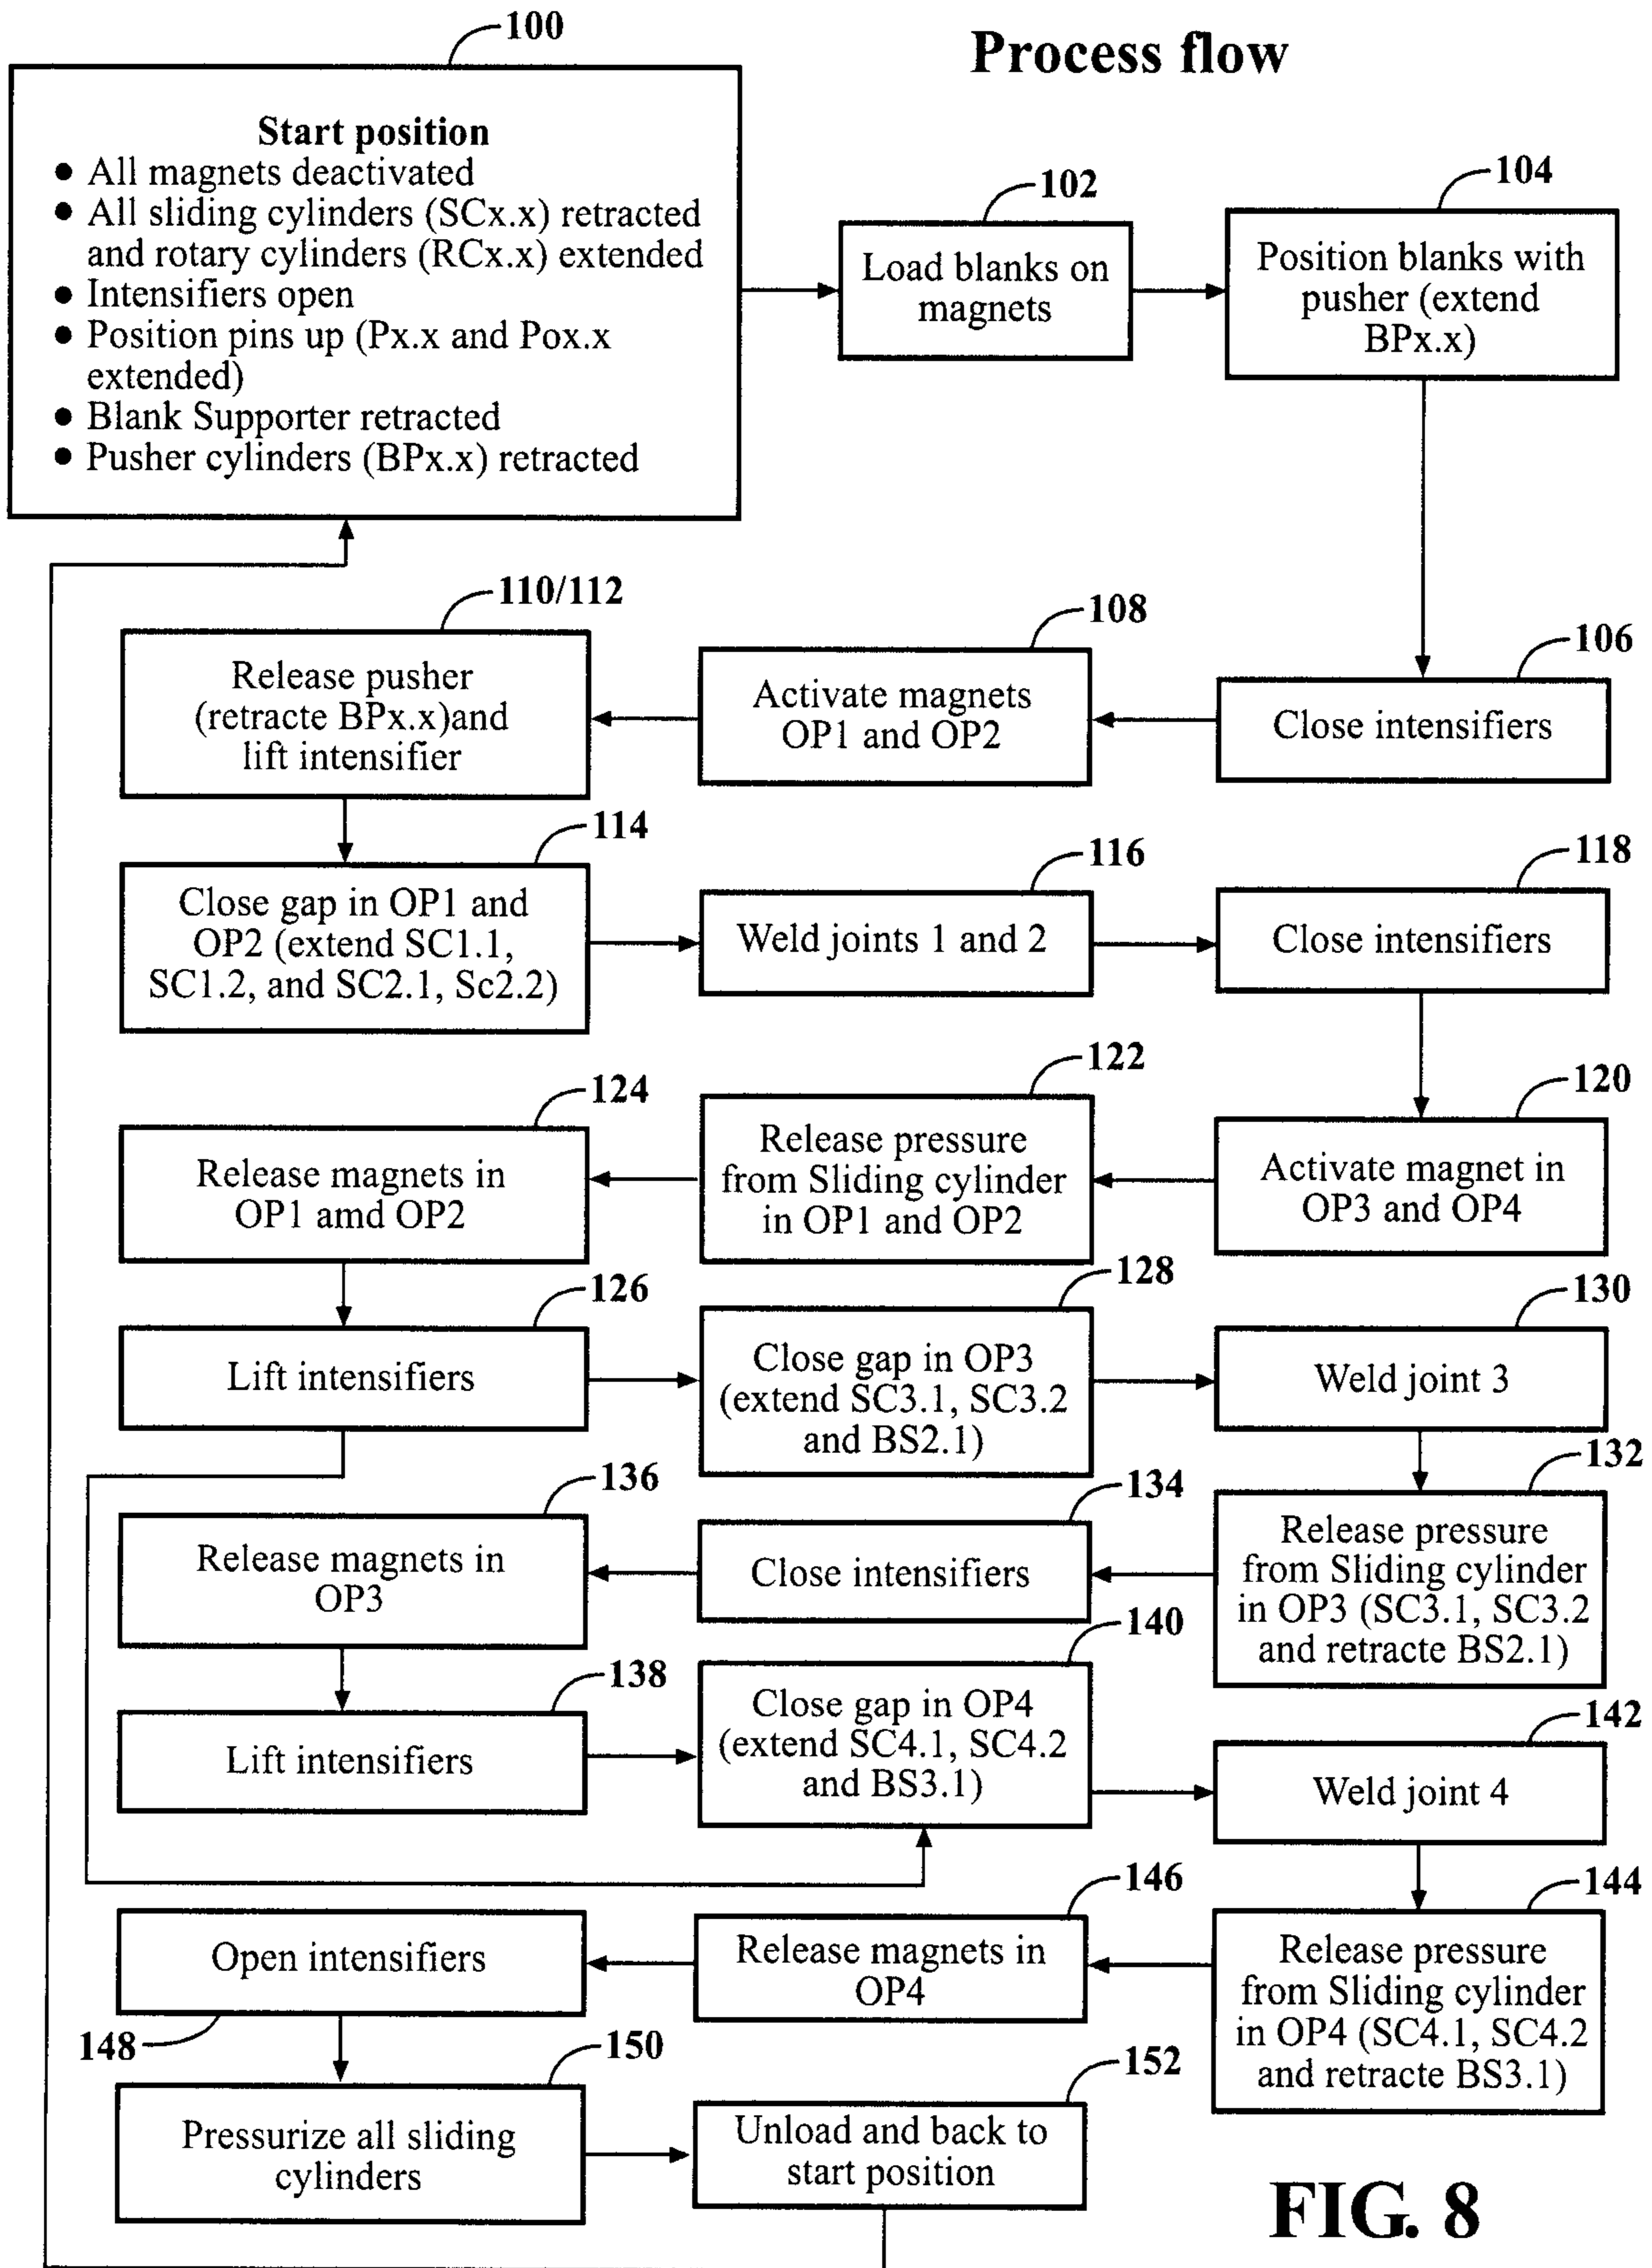 100
Process flow
Start position
● All magnets deactivated
● All sliding cylinders (SCx.x) retracted
and rotary cylinders (RCx.x) extended
● Intensifiers open
● Position pins up (Px.x and Pox.x
extended)
● Blank Supporter retracted
● Pusher cylinders (BPx.x) retracted
102
Load blanks on
magnets
104
Position blanks with
pusher (extend
BPx.x)
106
Close intensifiers
108
Activate magnets
OP1 and OP2
110/112
Release pusher
(retracte BPx.x)and
lift intensifier
114
Close gap in OP1 and
OP2 (extend SC1.1,
SC1.2, and SC2.1, Sc2.2)
116
Weld joints 1 and 2
118
Close intensifiers
120
Activate magnet in
OP3 and OP4
122
Release pressure
from Sliding cylinder
in OP1 and OP2
124
Release magnets in
OP1 amd OP2
126
Lift intensifiers
128
Close gap in OP3
(extend SC3.1, SC3.2
and BS2.1)
130
Weld joint 3
132
Release pressure
from Sliding cylinder
in OP3 (SC3.1, SC3.2
and retracte BS2.1)
134
Close intensifiers
136
Release magnets in
OP3
138
Lift intensifiers
140
Close gap in OP4
(extend SC4.1, SC4.2
and BS3.1)
142
Weld joint 4
144
Release pressure
from Sliding cylinder
in OP4 (SC4.1, SC4.2
and retracte BS3.1)
146
Release magnets in
OP4
Open intensifiers
148
150
Pressurize all sliding
cylinders
152
Unload and back to
start position
FIG. 8